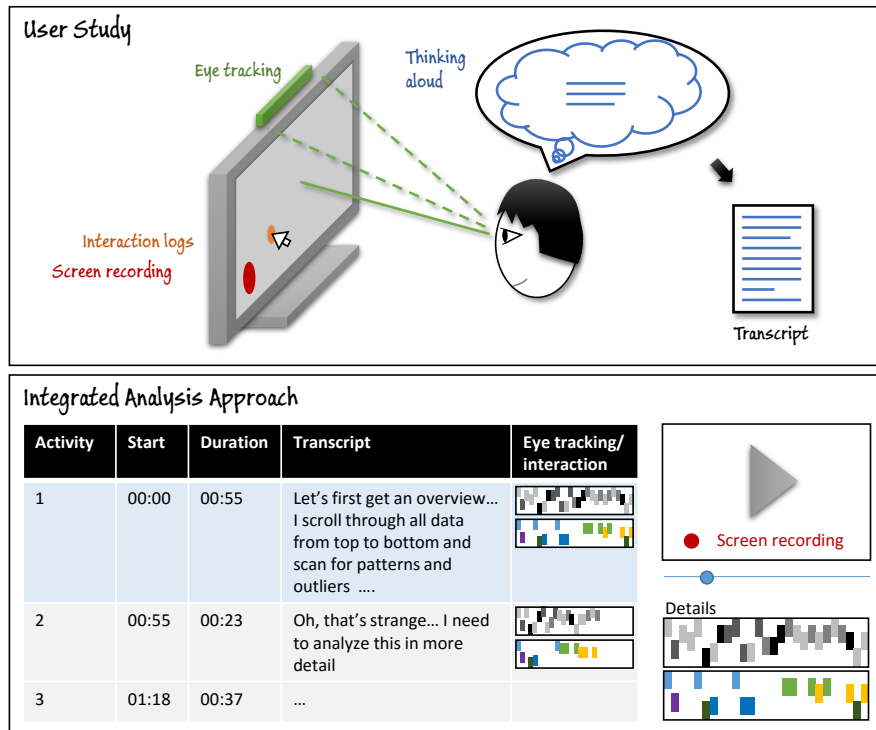 User Study
Eye tracking
Thinking
aloud
Interaction logs
Screen recording
Transcript
Integrated Analysis Approach
Activity Start Duration Transcript Eye tracking/
interaction
1 00:00 00:55 Let's first get an overview…
I scroll through all data
from top to bottom and
scan for patterns and
outliers ….
2 00:55 00:23 Oh, that's strange… I need
to analyze this in more
detail
3 01:18 00:37 …
Screen recording
Details